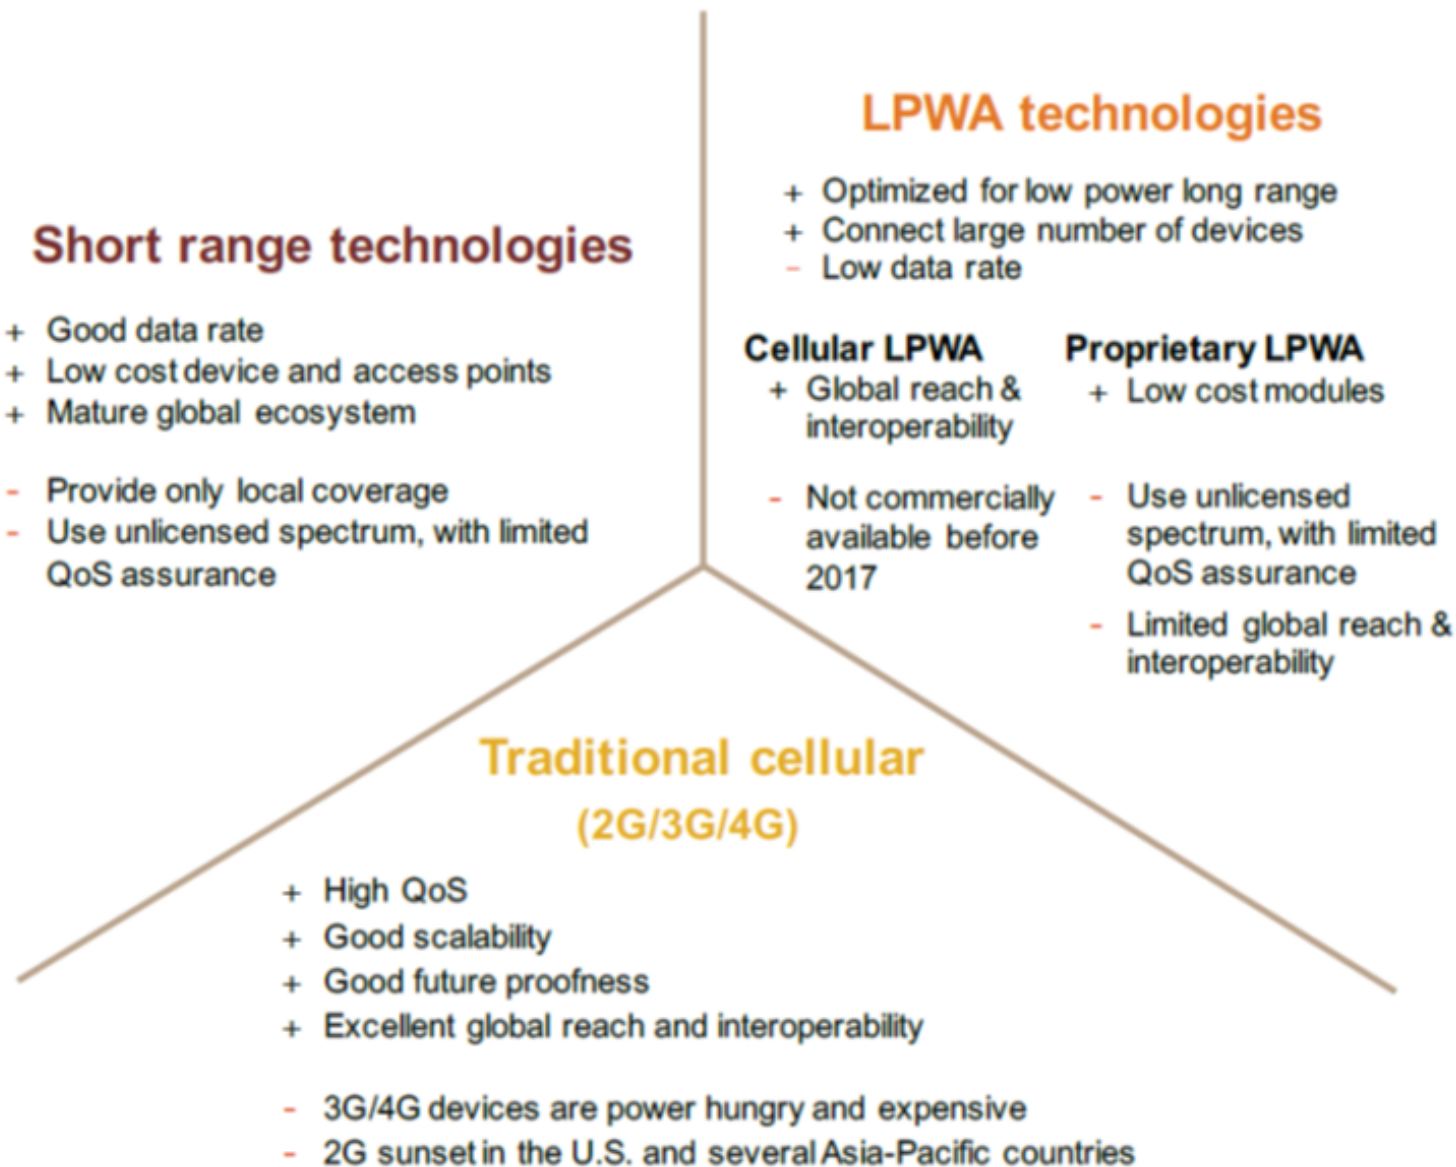 LPWA technologies
+ Optimized for low power long range
+ Connect large number of devices
- Low data rate
Cellular LPWA
+ Global reach &
interoperability
- Not commercially
available before
2017
Proprietary LPWA
+ Low cost modules
- Use unlicensed
spectrum, with limited
QoS assurance
- Limited global reach &
interoperability
Short range technologies
+ Good data rate
+ Low cost device and access points
+ Mature global ecosystem
- Provide only local coverage
- Use unlicensed spectrum, with limited
QoS assurance
Traditional cellular
(2G/3G/4G)
+ High QoS
+ Good scalability
+ Good future proofness
+ Excellent global reach and interoperability
- 3G/4G devices are power hungry and expensive
- 2G sunset in the U.S. and several Asia-Pacific countries